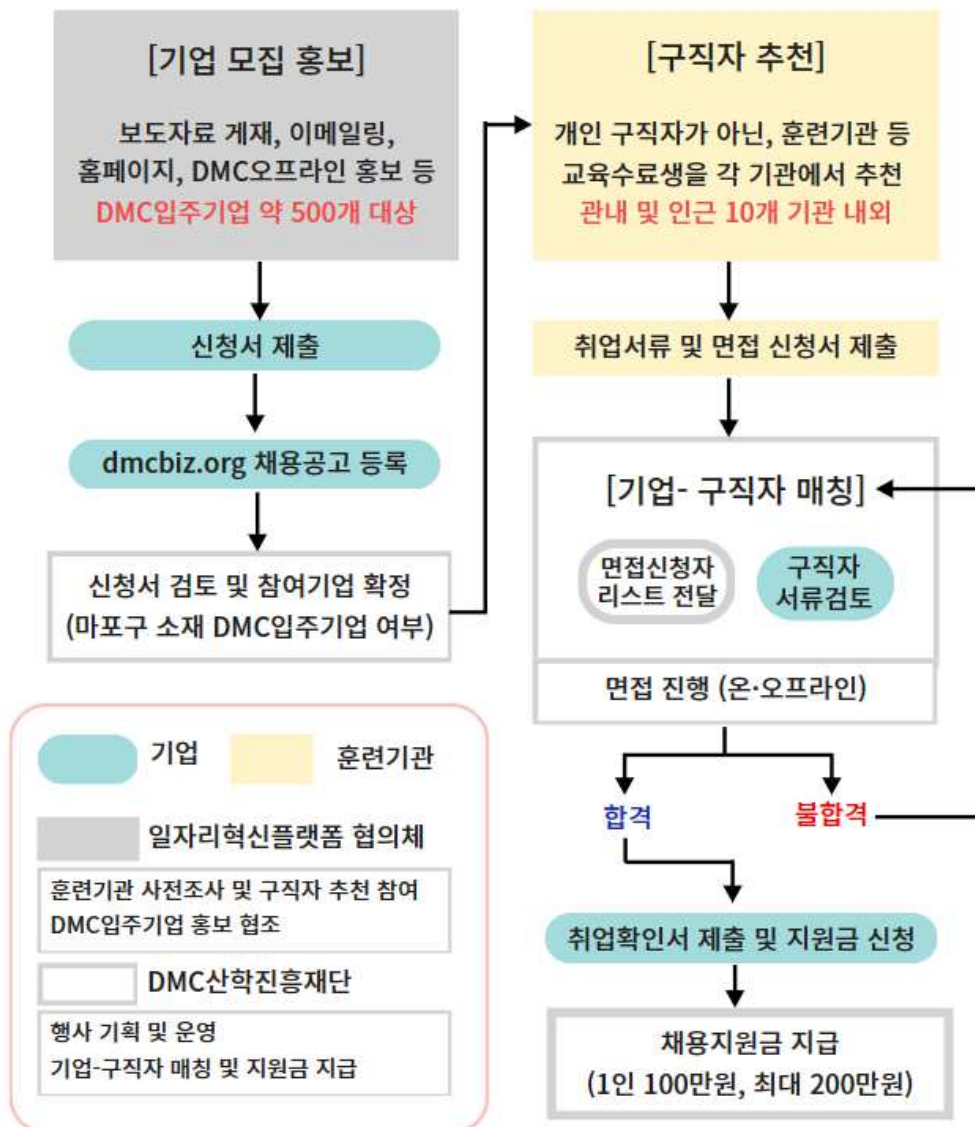 [기업 모집 홍보]
보도자료 게재, 이메일링,
홈페이지, DMC오프라인 홍보 등
DMC입주기업 약 500개 대상
신청서 제출
dmcbiz.org 채용공고 등록
신청서 검토 및 참여기업 확정
(마포구 소재 DMC입주기업 여부)
[구직자 추천]
개인 구직자가 아닌, 훈련기관 등
교육수료생을 각 기관에서 추천
관내 및 인근 10개 기관 내외
취업서류 및 면접 신청서 제출
[기업- 구직자 매칭]
면접신청자
리스트 전달
구직자
서류검토
면접 진행 (온·오프라인)
합격
불합격
취업확인서 제출 및 지원금 신청
채용지원금 지급
(1인 100만원, 최대 200만원)
기업
훈련기관
일자리혁신플랫폼 협의체
훈련기관 사전조사 및 구직자 추천 참여
DMC입주기업 홍보 협조
DMC산학진흥재단
행사 기획 및 운영
기업-구직자 매칭 및 지원금 지급